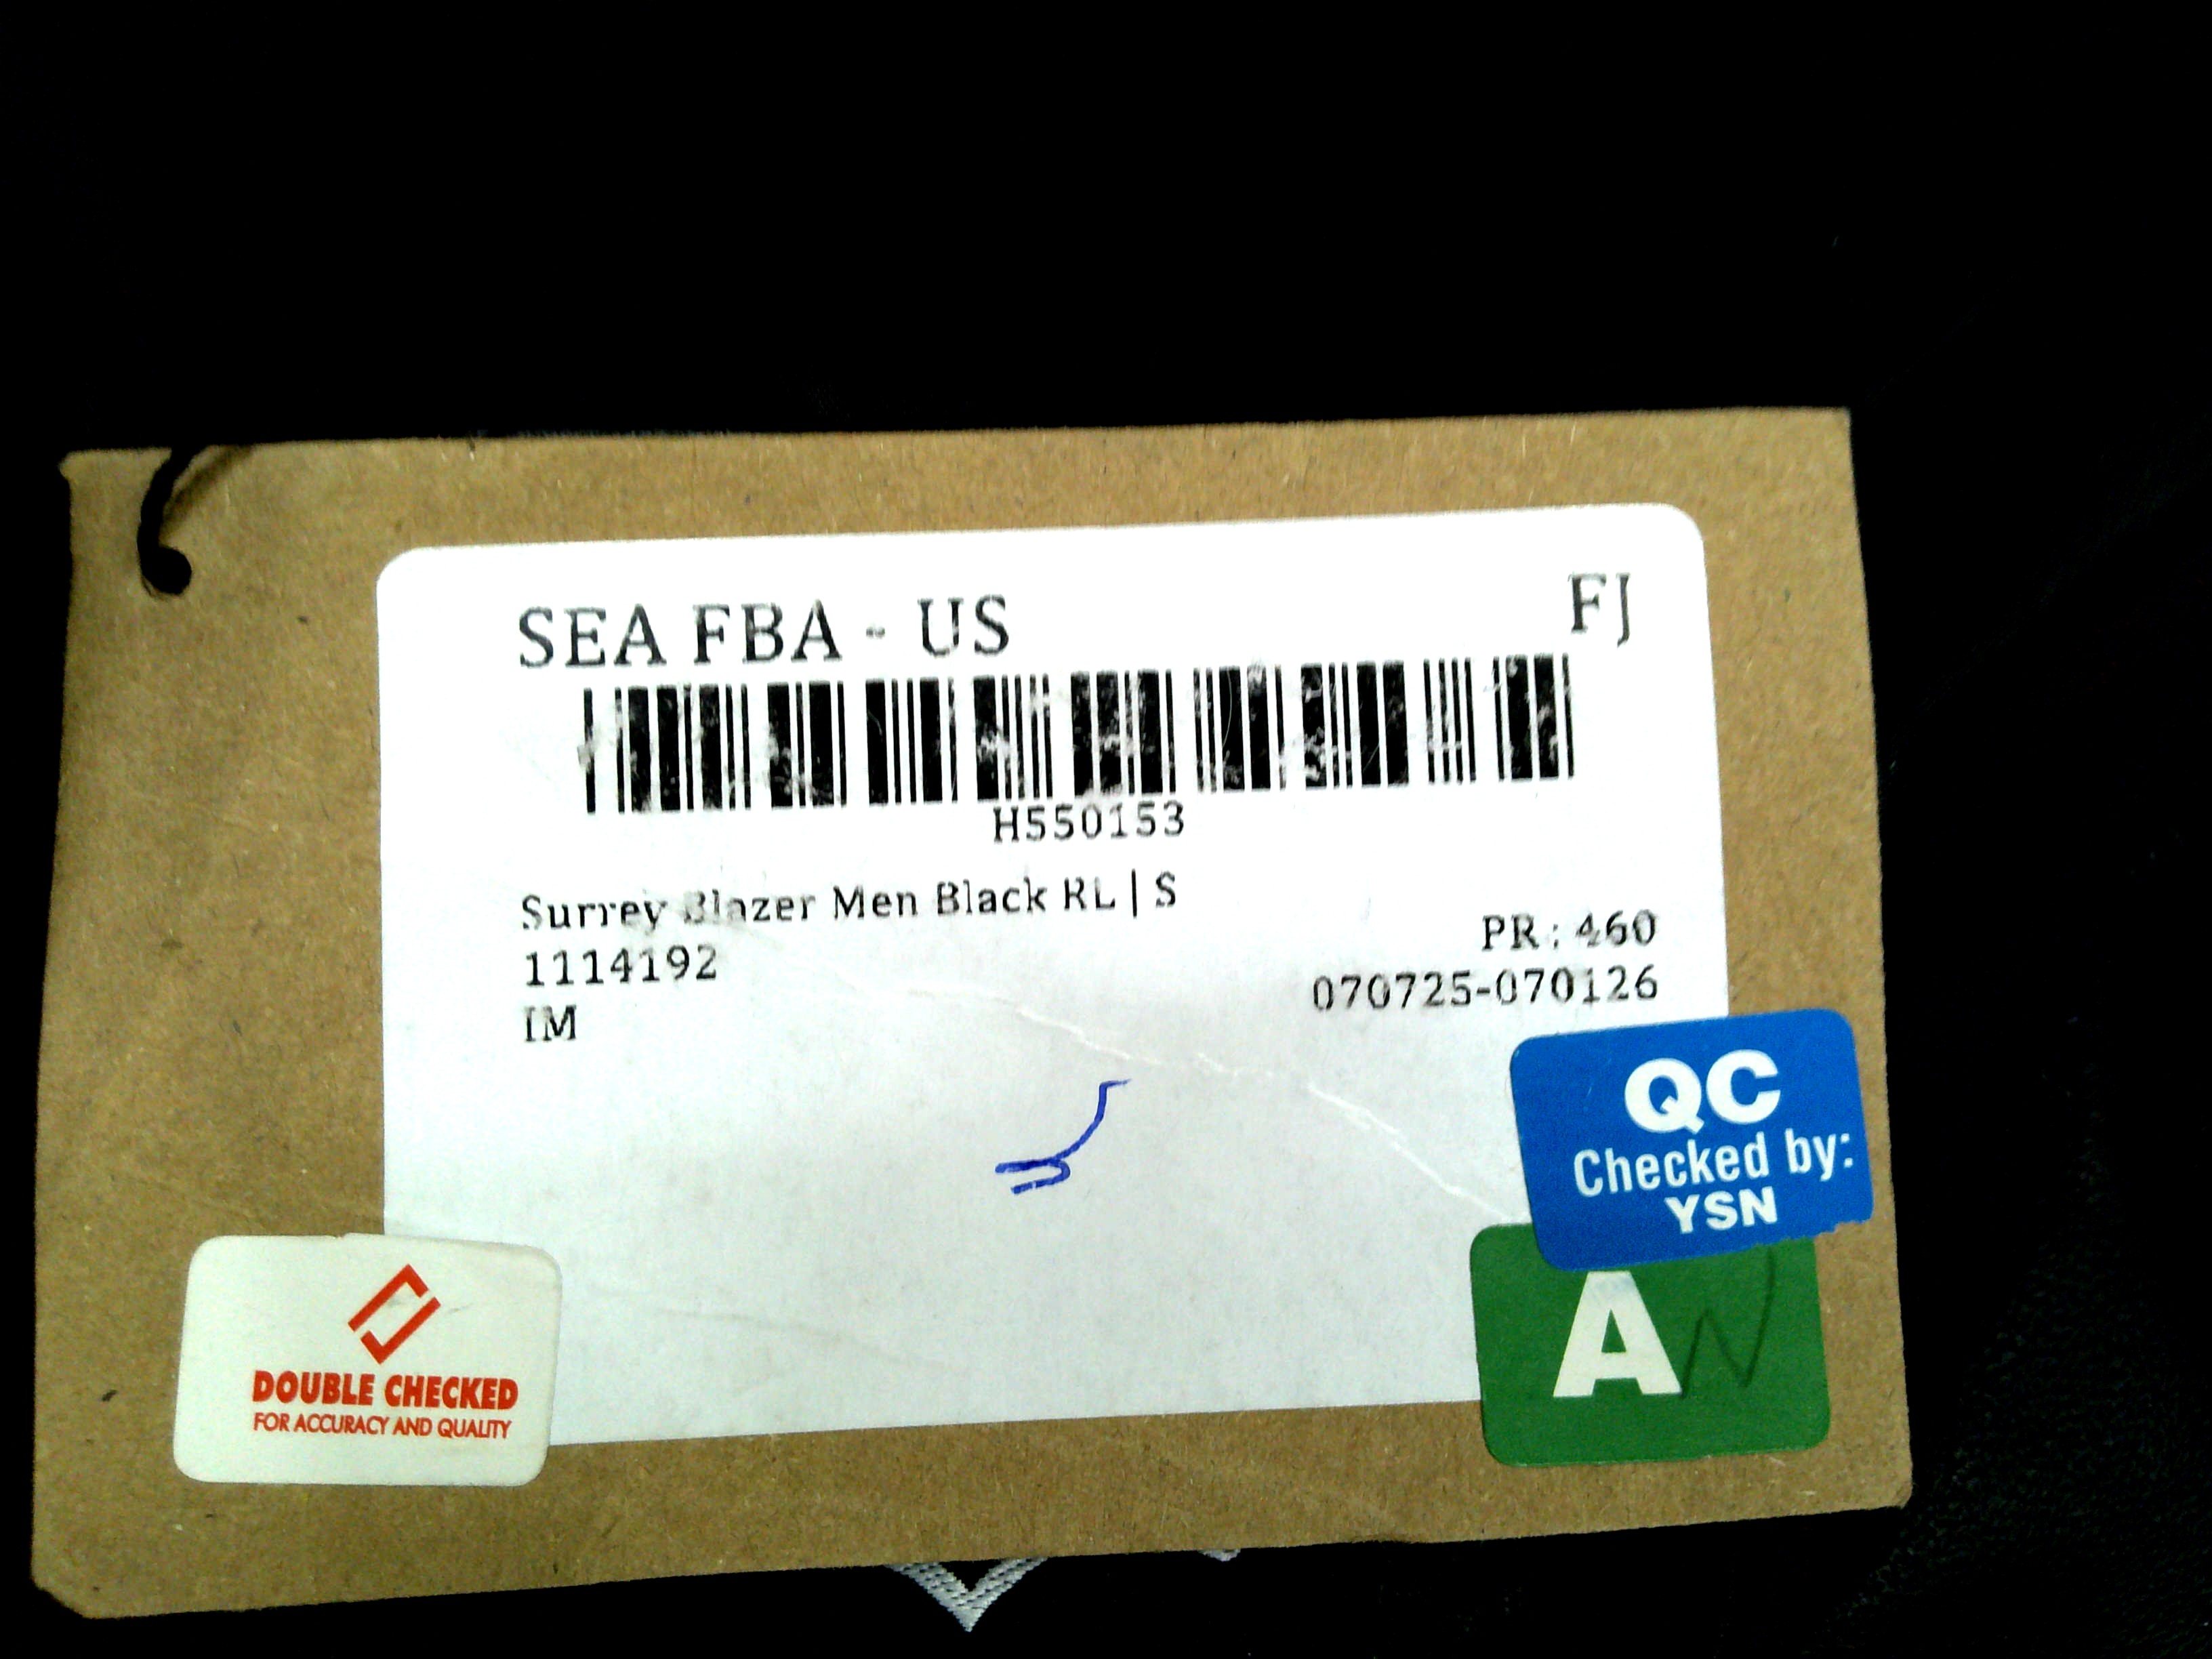 SEA FBA - US
FJ
H550153
Surrey Blazer Men Black RL | S
1114192
PR : 460
IM
070725-070126
QC
Checked by:
YSN
A
DOUBLE CHECKED
FOR ACCURACY AND QUALITY